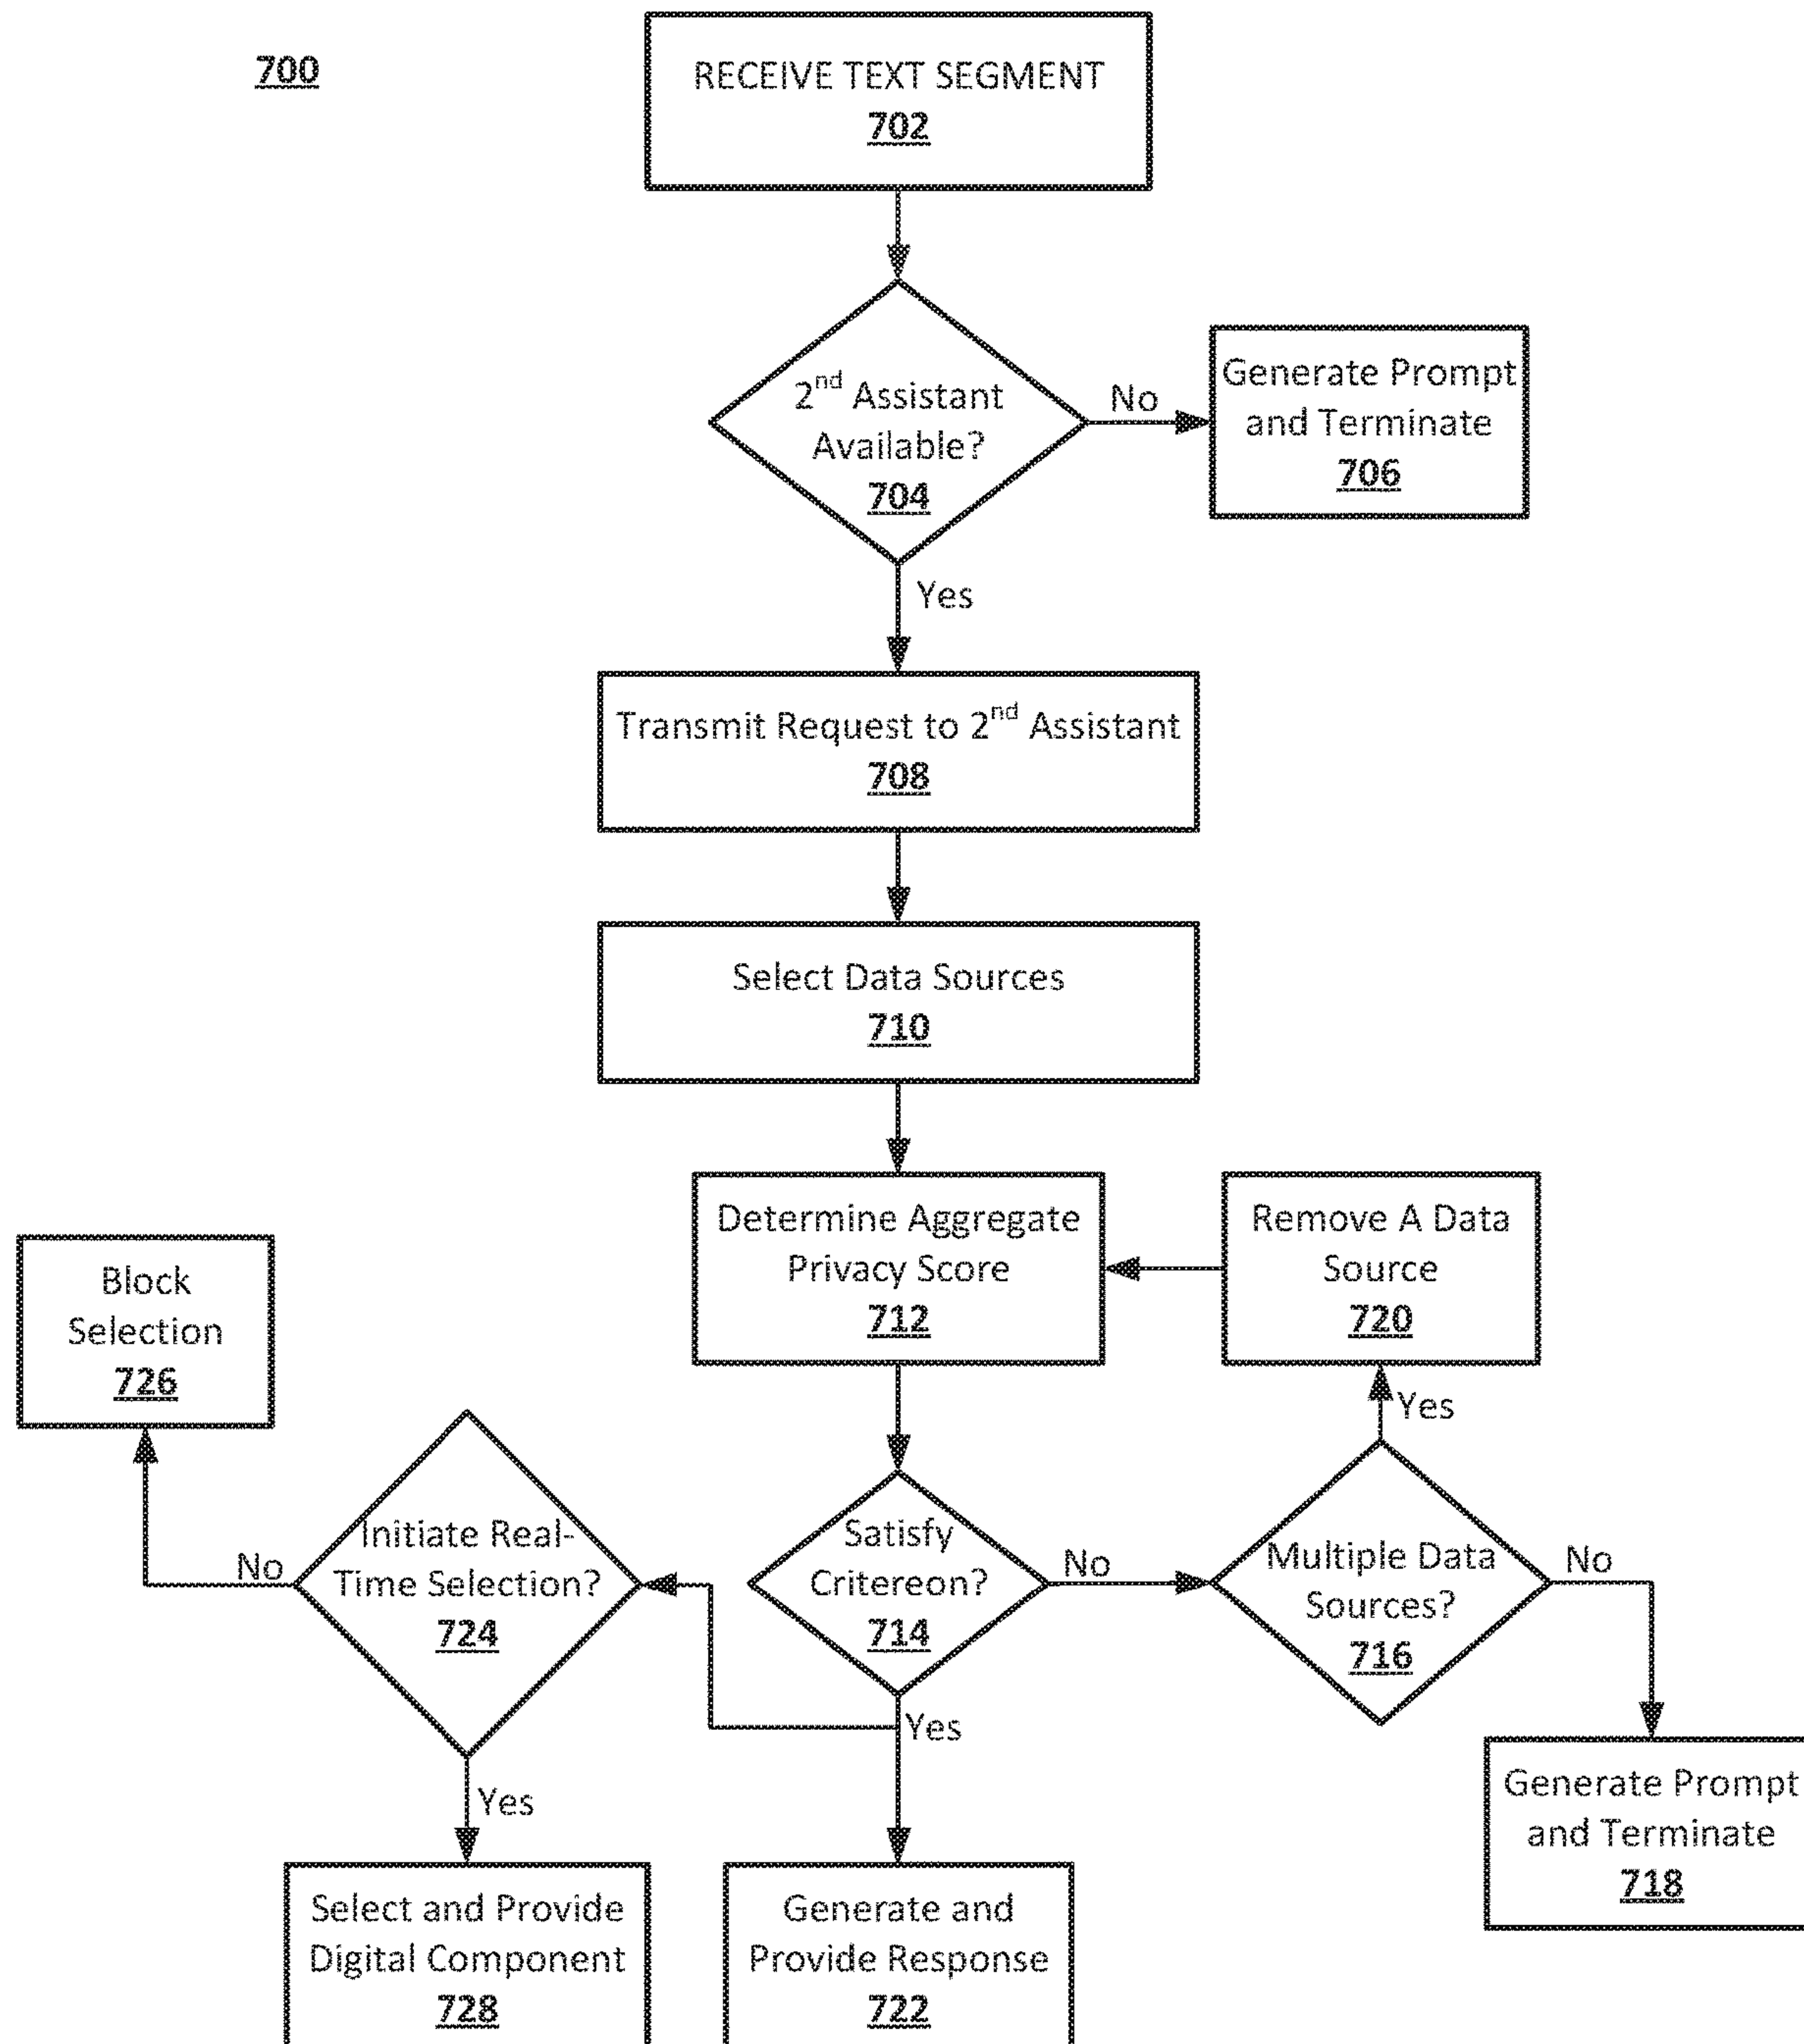 700
RECEIVE TEXT SEGMENT
702
2nd Assistant
Available?
704
No
Generate Prompt
and Terminate
706
Yes
Transmit Request to 2nd Assistant
708
Select Data Sources
710
Determine Aggregate
Privacy Score
712
Remove A Data
Source
720
Block
Selection
726
Yes
Satisfy
Critereon?
714
No
Multiple Data
Sources?
716
No
Initiate Real-
Time Selection?
724
No
Yes
Generate Prompt
and Terminate
718
Yes
Select and Provide
Digital Component
728
Generate and
Provide Response
722